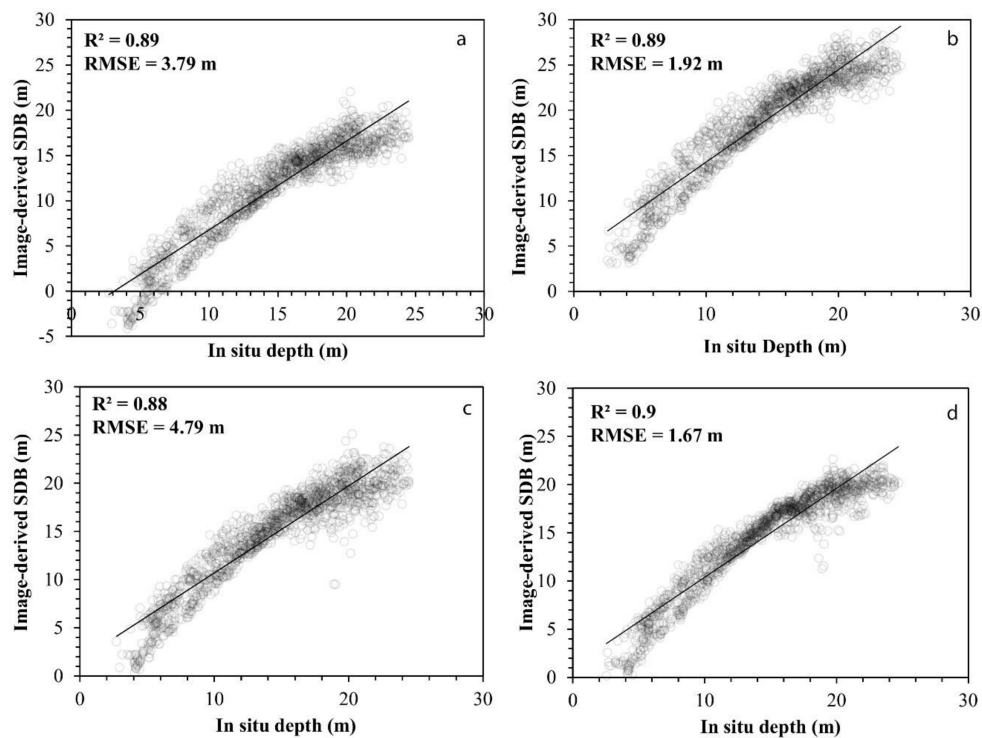 R² = 0.89
RMSE = 3.79 m
a
Image-derived SDB (m)
30
25
20
15
10
5
0
-5
0 5 10 15 20 25 30
In situ depth (m)
R² = 0.89
RMSE = 1.92 m
b
Image-derived SDB (m)
30
25
20
15
10
5
0
0 10 20 30
In situ Depth (m)
R² = 0.88
RMSE = 4.79 m
c
Image-derived SDB (m)
30
25
20
15
10
5
0
0 10 20 30
In situ depth (m)
R² = 0.9
RMSE = 1.67 m
d
Image-derived SDB (m)
30
25
20
15
10
5
0
0 10 20 30
In situ depth (m)